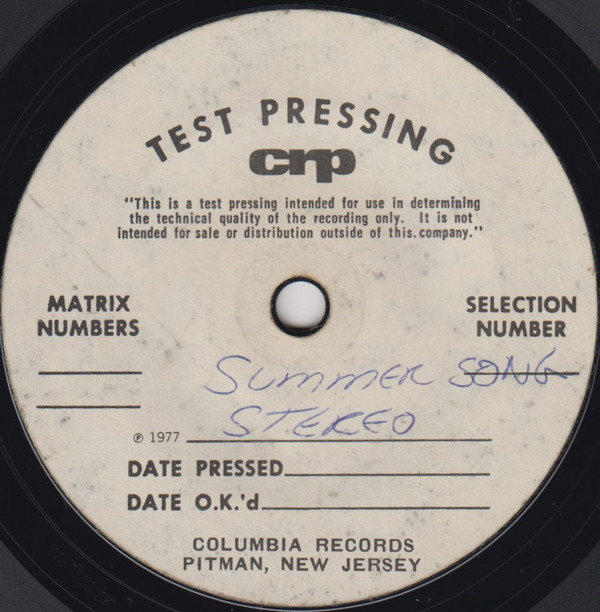 TEST PRESSING
crp
"This is a test pressing intended for use in determining
the technical quality of the recording only. It is not
intended for sale or distribution outside of this company."
MATRIX
NUMBERS
SELECTION
NUMBER
SUMMER SONG
STEREO
℗ 1977
DATE PRESSED
DATE O.K.'d
COLUMBIA RECORDS
PITMAN, NEW JERSEY